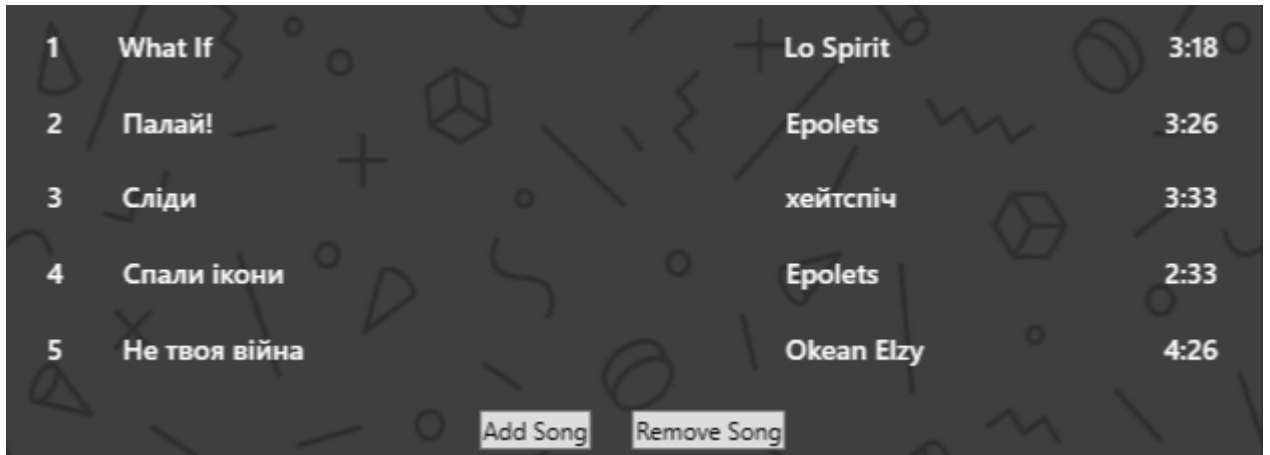 1 What If Lo Spirit 3:18
2 Палай! Epolets 3:26
3 Сліди хейтспіч 3:33
4 Спали ікони Epolets 2:33
5 Не твоя війна Okean Elzy 4:26
Add Song Remove Song